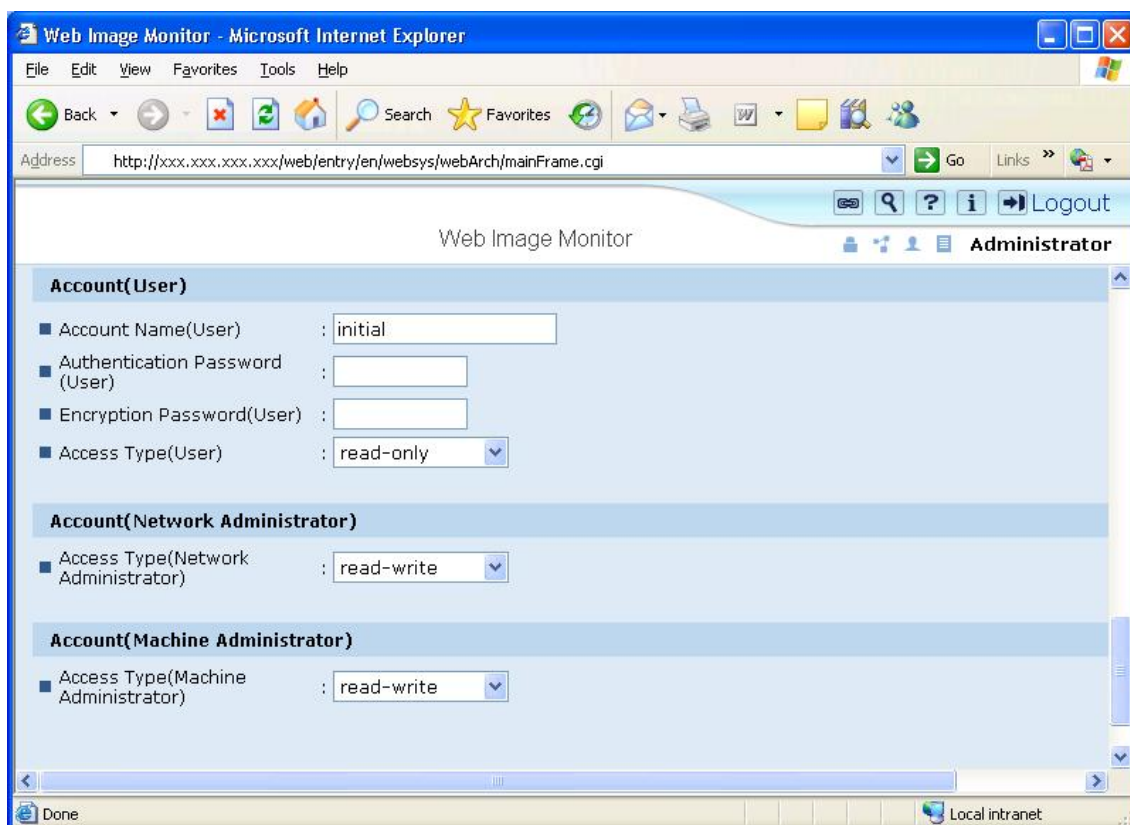 Web Image Monitor - Microsoft Internet Explorer
File Edit View Favorites Tools Help
Back Search Favorites
Address http://xxx.xxx.xxx.xxx/web/entry/en/websys/webArch/mainFrame.cgi Go Links »
? i Logout
Web Image Monitor Administrator
Account(User)
Account Name(User) : initial
Authentication Password
(User) :
Encryption Password(User) :
Access Type(User) : read-only
Account(Network Administrator)
Access Type(Network
Administrator) : read-write
Account(Machine Administrator)
Access Type(Machine
Administrator) : read-write
Done Local intranet